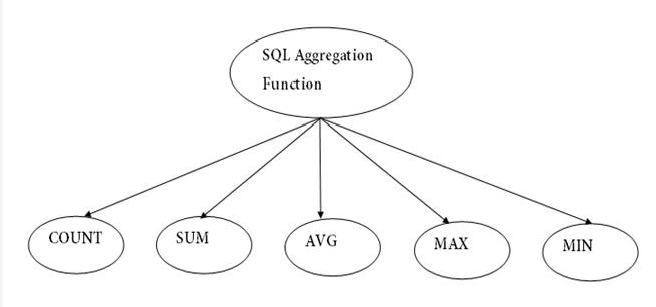 SQL Aggregation
Function
COUNT
SUM
AVG
MAX
MIN